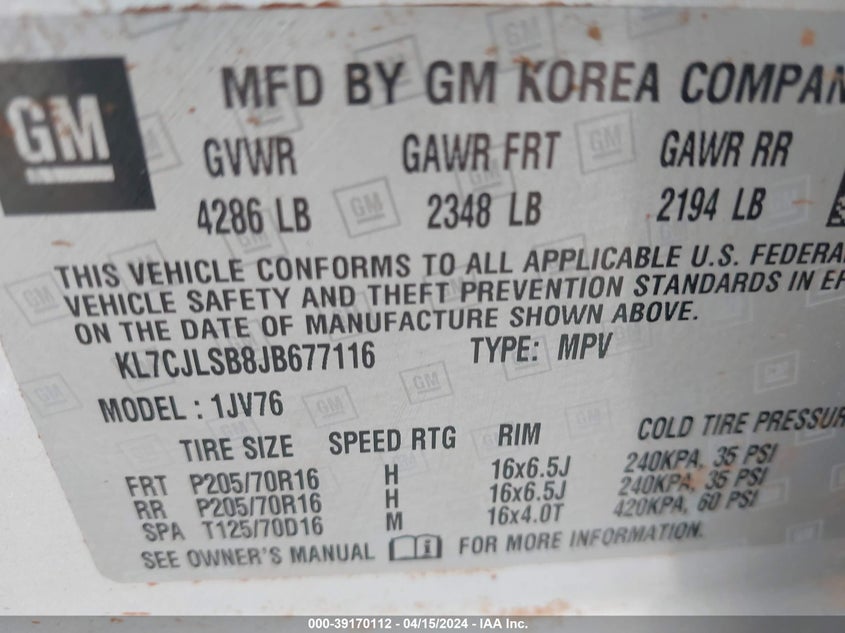 GM
MFD BY GM KOREA COMPAN
GVWR GAWR FRT GAWR RR
4286 LB 2348 LB 2194 LB
THIS VEHICLE CONFORMS TO ALL APPLICABLE U.S. FEDERAL
VEHICLE SAFETY AND THEFT PREVENTION STANDARDS IN EF
ON THE DATE OF MANUFACTURE SHOWN ABOVE.
KL7CJLSB8JB677116 TYPE: MPV
MODEL : 1JV76
TIRE SIZE SPEED RTG RIM COLD TIRE PRESSUR
FRT P205/70R16 H 16x6.5J 240KPA, 35 PSI
RR P205/70R16 H 16x6.5J 240KPA, 35 PSI
SPA T125/70D16 M 16x4.0T 420KPA, 60 PSI
SEE OWNER'S MANUAL i FOR MORE INFORMATION.
000-39170112 - 04/15/2024 - IAA Inc.